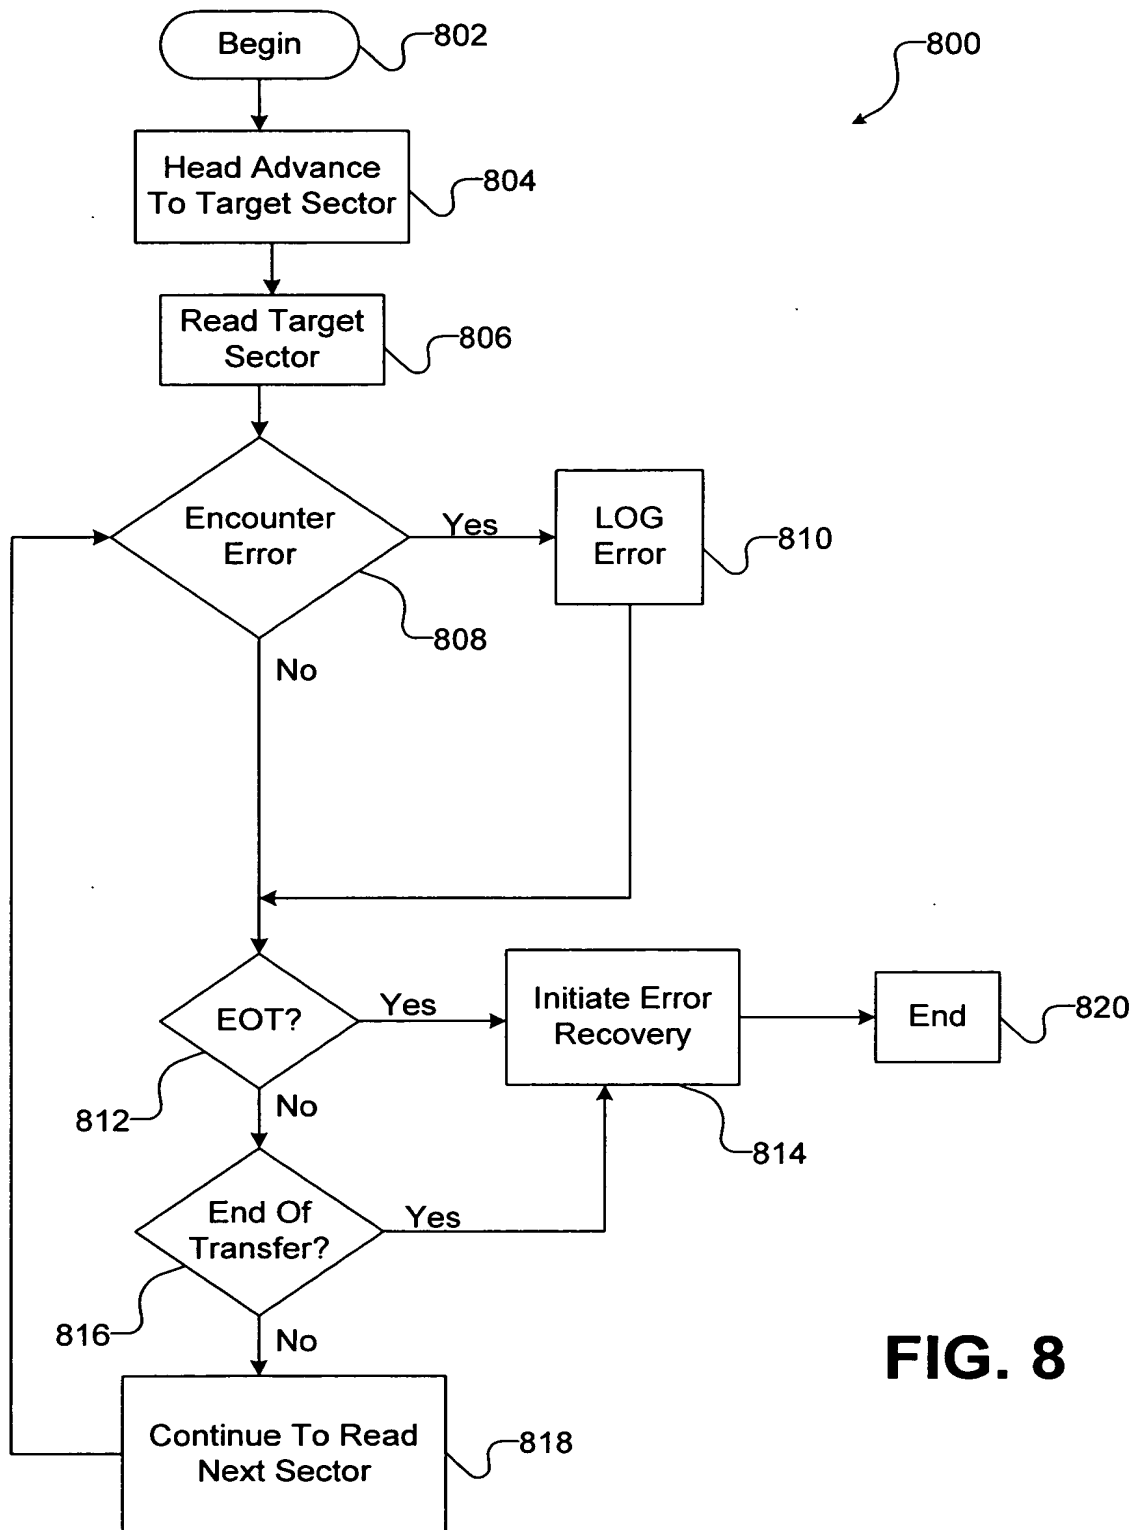 Begin
802
800
Head Advance
To Target Sector
804
Read Target
Sector
806
Encounter
Error
Yes
LOG
Error
810
808
No
EOT?
Yes
Initiate Error
Recovery
End
820
812
No
814
End Of
Transfer?
Yes
816
No
FIG. 8
Continue To Read
Next Sector
818